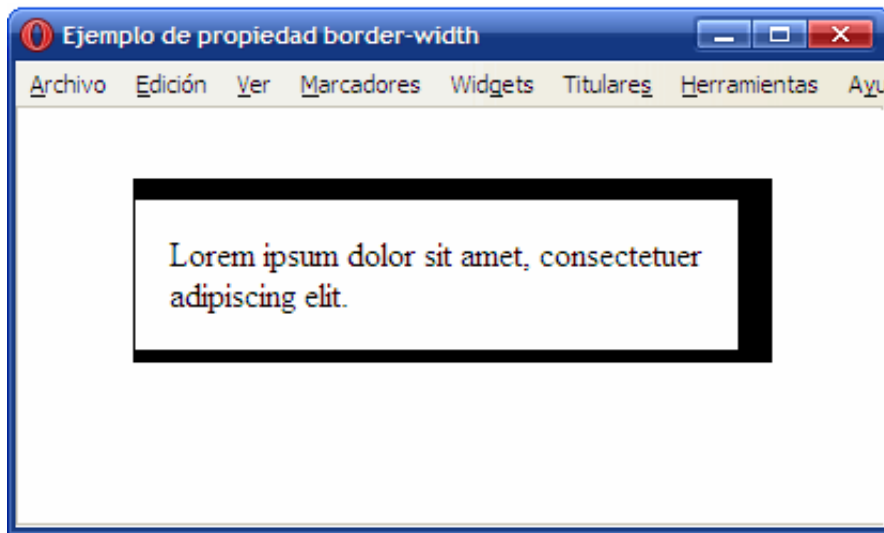 Ejemplo de propiedad border-width
Archivo Edición Ver Marcadores Widgets Titulares Herramientas Ayu
Lorem ipsum dolor sit amet, consectetuer
adipiscing elit.